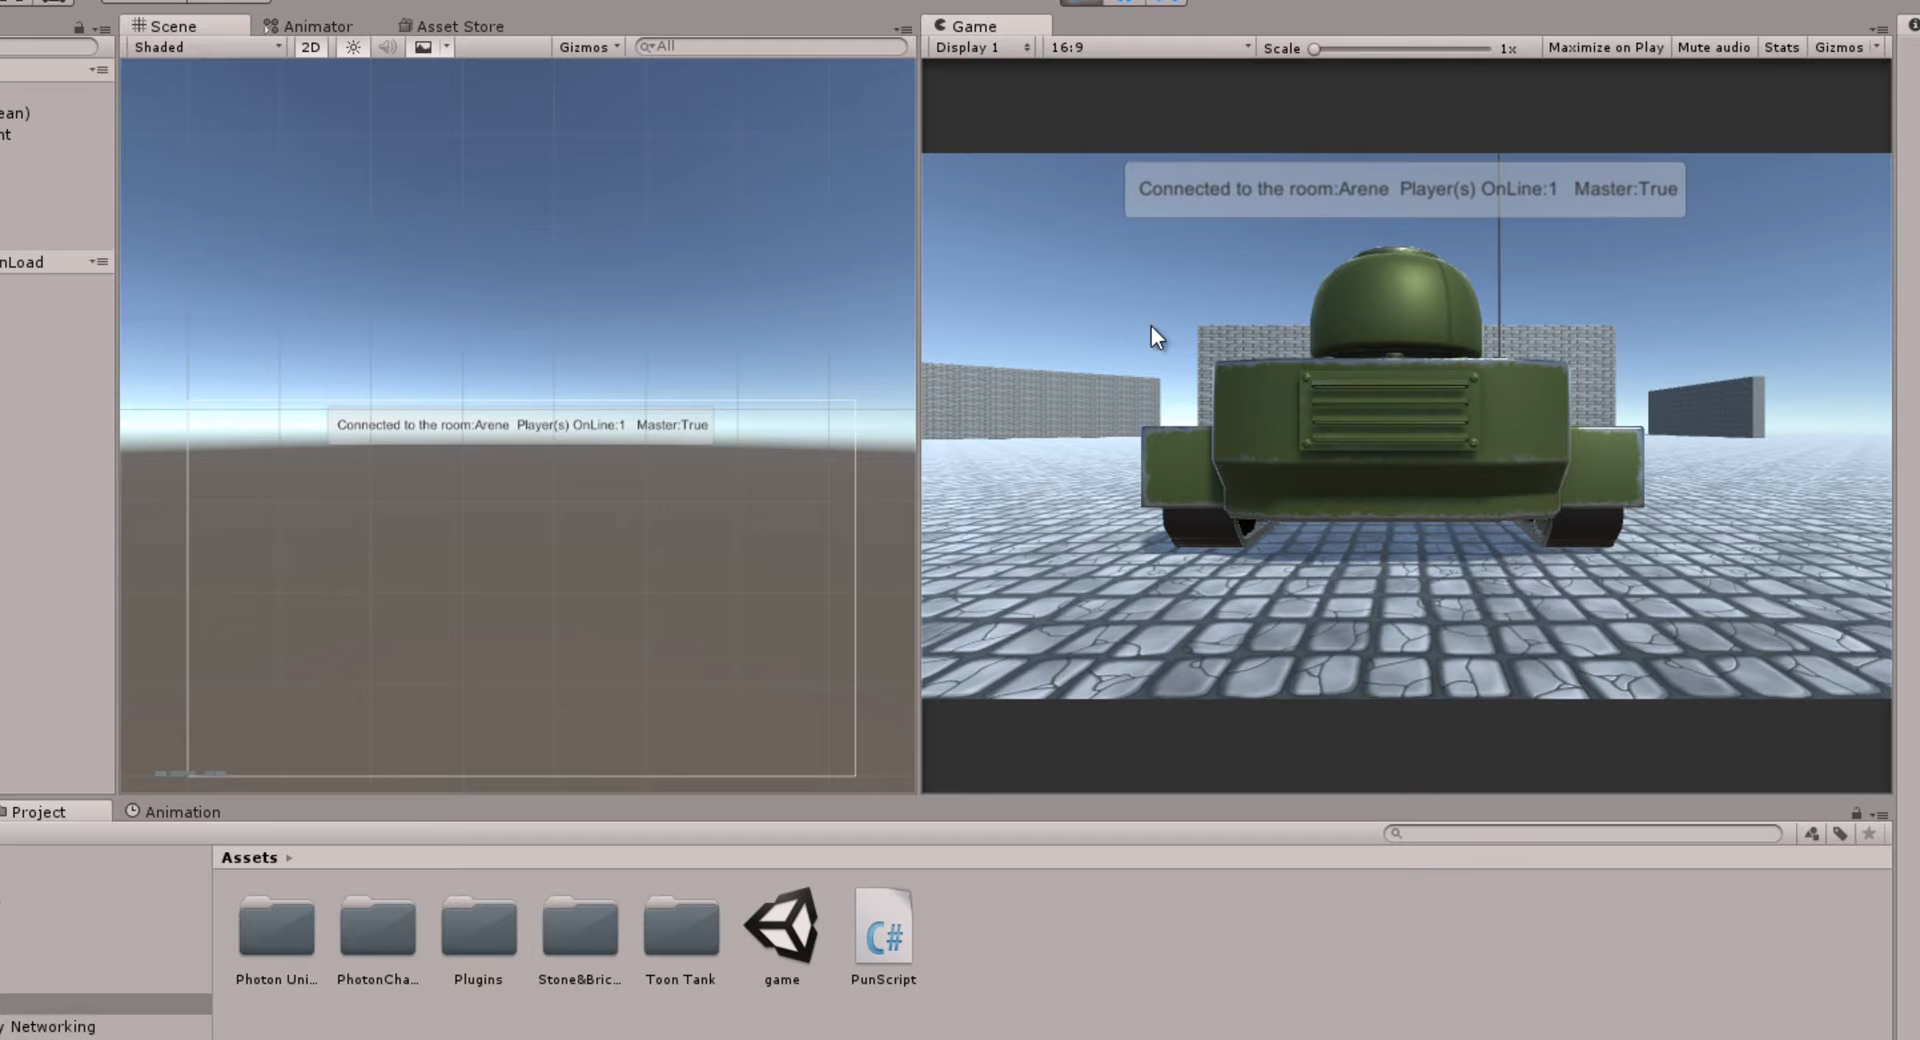 Scene
Animator
Asset Store
Game
Shaded
2D
Gizmos
All
Display 1
16:9
Scale
1x
Maximize on Play
Mute audio
Stats
Gizmos
ean)
nt
nLoad
Connected to the room:Arene Player(s) OnLine:1 Master:True
Connected to the room:Arene Player(s) OnLine:1 Master:True
Project
Animation
Assets
Photon Uni...
PhotonCha...
Plugins
Stone&Bric...
Toon Tank
game
C#
PunScript
y Networking